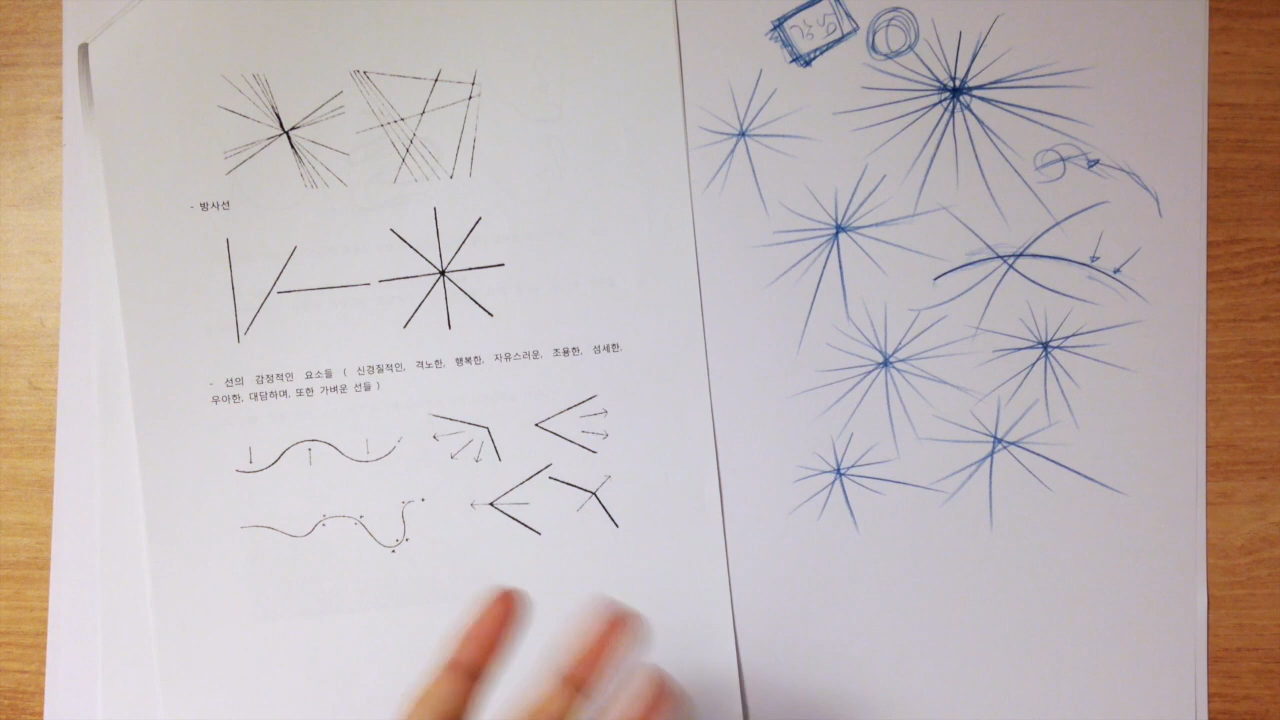 - 방사선
- 선의 감정적인 요소들 ( 신경질적인, 격노한, 행복한, 자유스러운, 조용한, 섬세한,
우아한, 대담하며, 또한 가벼운 선들 )